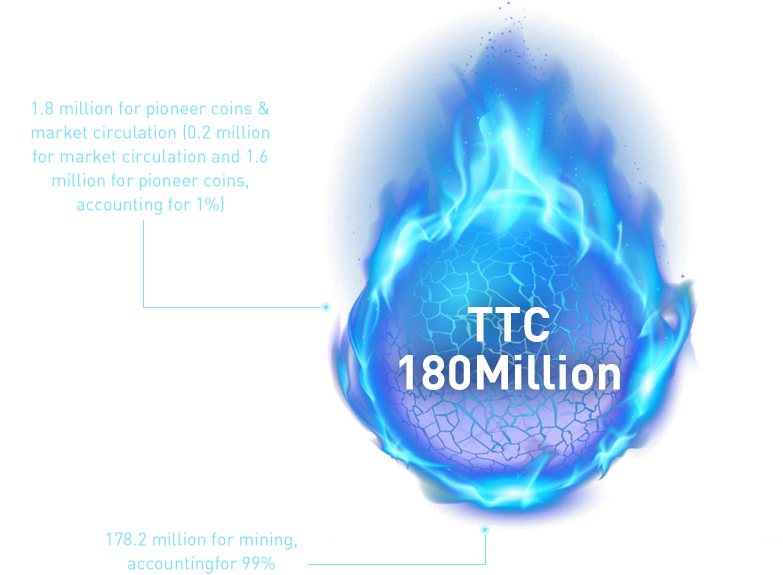 1.8 million for pioneer coins &
market circulation (0.2 million
for market circulation and 1.6
million for pioneer coins,
accounting for 1%)
TTC
180Million
178.2 million for mining,
accountingfor 99%